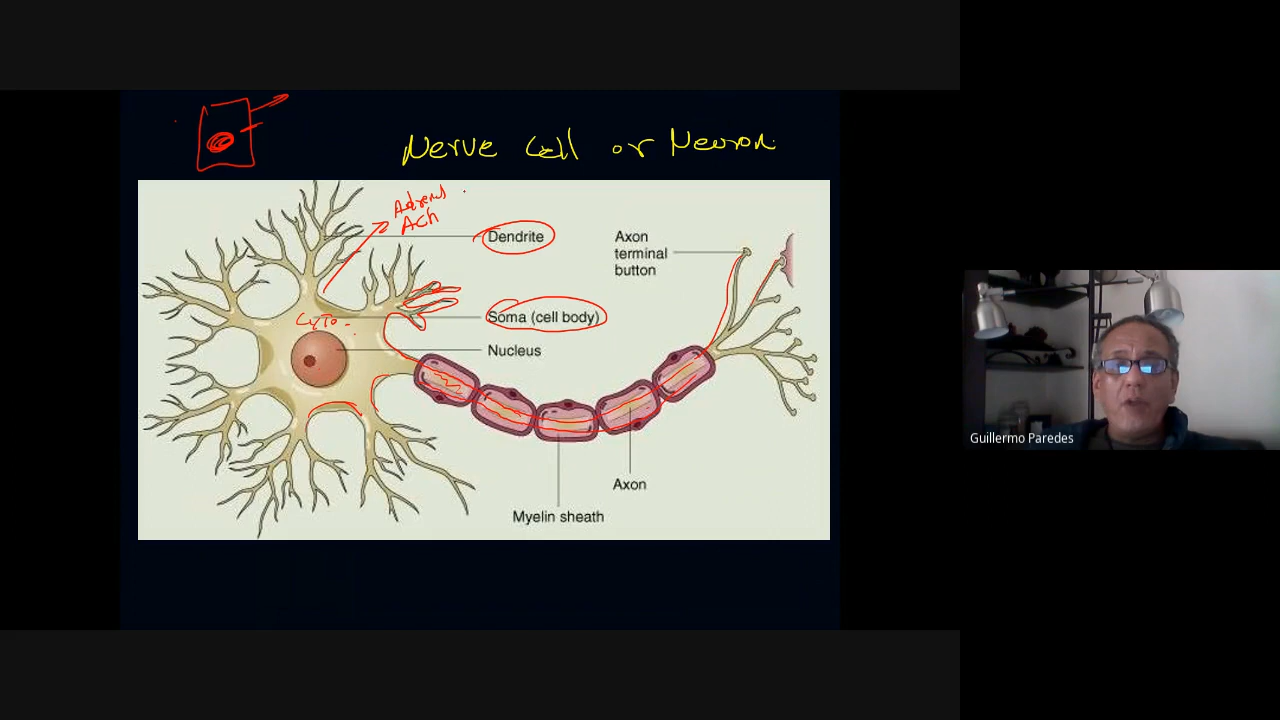 Nerve Cell or Neuron
Adrenal
ACh
Dendrite
Axon
terminal
button
Cyto-
Soma (cell body)
Nucleus
Axon
Myelin sheath
Guillermo Paredes